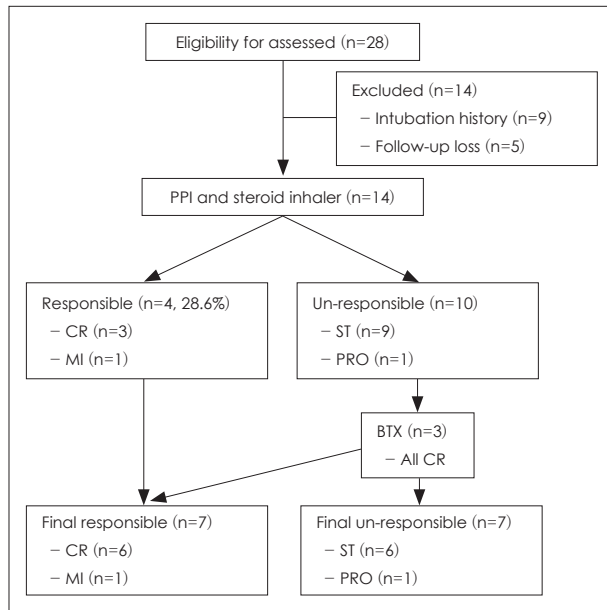 Eligibility for assessed (n=28)
Excluded (n=14)
− Intubation history (n=9)
− Follow-up loss (n=5)
PPI and steroid inhaler (n=14)
Responsible (n=4, 28.6%)
− CR (n=3)
− MI (n=1)
Un-responsible (n=10)
− ST (n=9)
− PRO (n=1)
BTX (n=3)
− All CR
Final responsible (n=7)
− CR (n=6)
− MI (n=1)
Final un-responsible (n=7)
− ST (n=6)
− PRO (n=1)